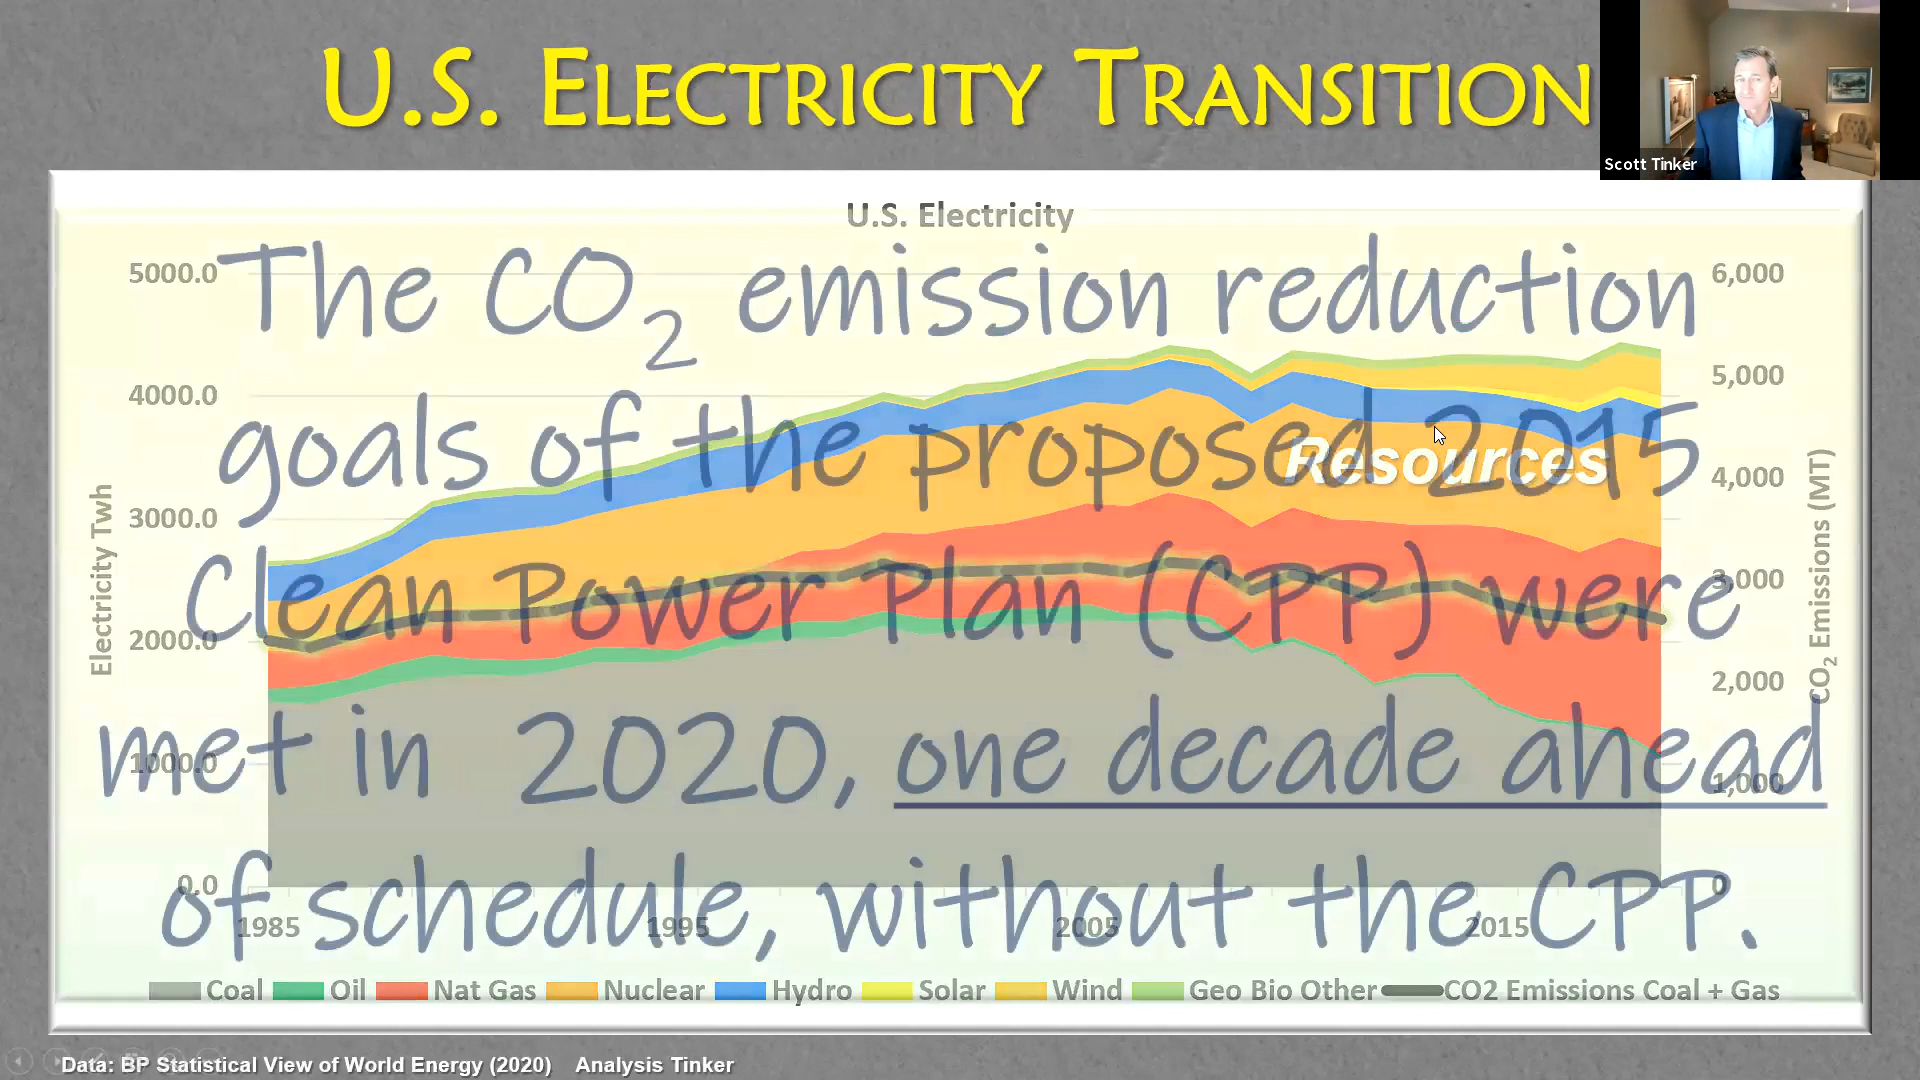 U.S. ELECTRICITY TRANSITION
Scott Tinker
U.S. Electricity
The CO2 emission reduction
goals of the proposed 2015
Clean Power Plan (CPP) were
met in 2020, one decade ahead
of schedule, without the CPP.
Resources
Electricity Twh
5000.0
4000.0
3000.0
2000.0
1000.0
0.0
6,000
5,000
4,000
3,000
2,000
1,000
0
CO2 Emissions (MT)
1985 1995 2005 2015
Coal Oil Nat Gas Nuclear Hydro Solar Wind Geo Bio Other CO2 Emissions Coal + Gas
Data: BP Statistical View of World Energy (2020) Analysis Tinker